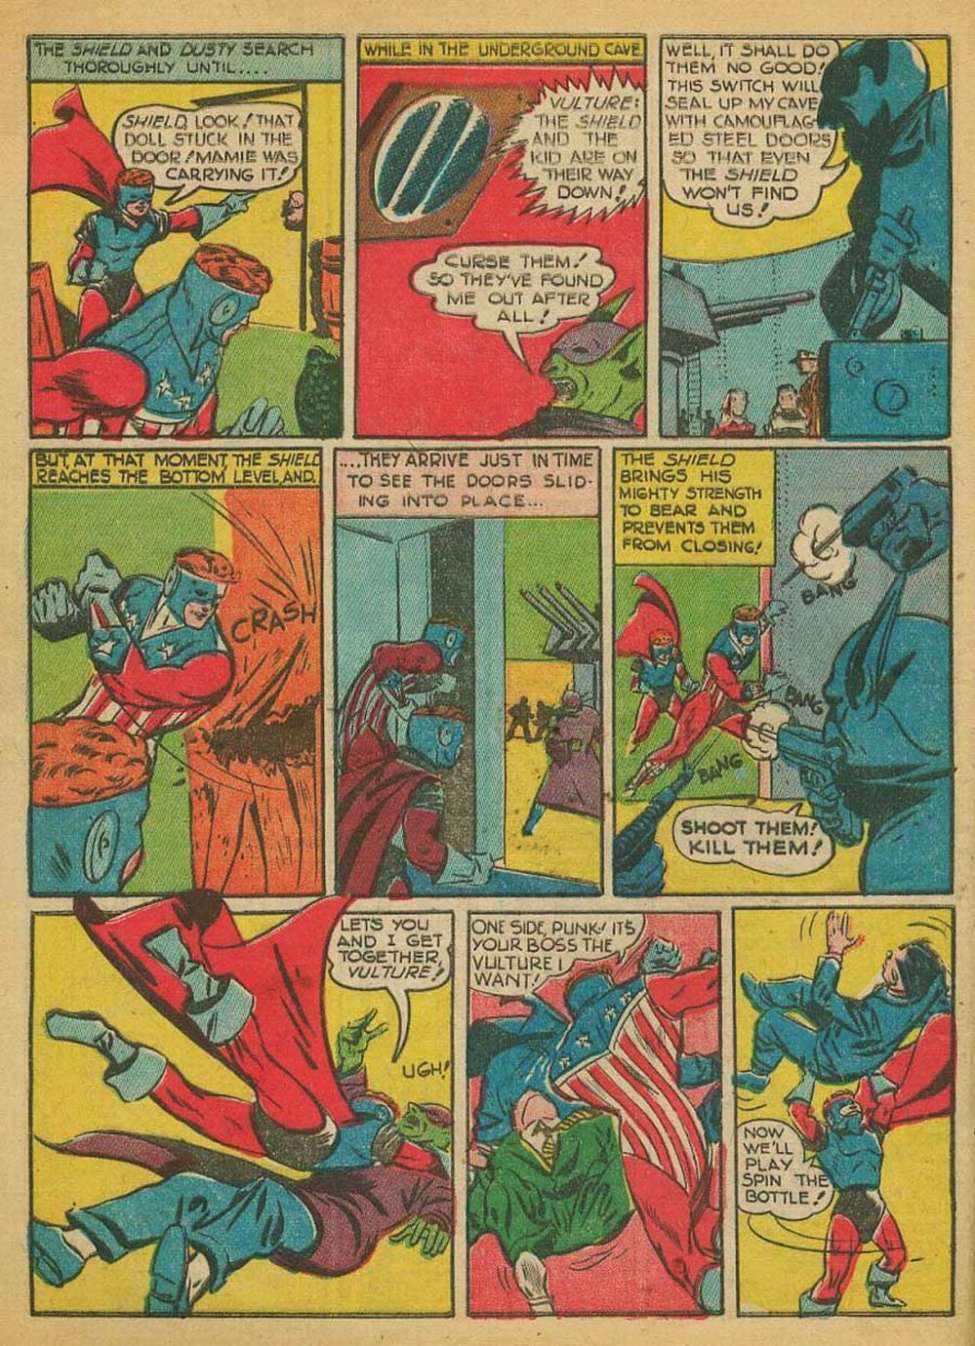 THE SHIELD AND DUSTY SEARCH
THOROUGHLY UNTIL....
SHIELD, LOOK! THAT
DOLL STUCK IN THE
DOOR! MAMIE WAS
CARRYING IT!
WHILE IN THE UNDERGROUND CAVE
VULTURE:
THE SHIELD
AND THE
KID ARE ON
THEIR WAY
DOWN!
CURSE THEM!
SO THEY'VE FOUND
ME OUT AFTER
ALL!
WELL, IT SHALL DO
THEM NO GOOD!
THIS SWITCH WILL
SEAL UP MY CAVE
WITH CAMOUFLAG-
ED STEEL DOORS
SO THAT EVEN
THE SHIELD
WON'T FIND
US!
BUT, AT THAT MOMENT, THE SHIELD
REACHES THE BOTTOM LEVEL, AND.
CRASH
....THEY ARRIVE JUST IN TIME
TO SEE THE DOORS SLID-
ING INTO PLACE...
THE SHIELD
BRINGS HIS
MIGHTY STRENGTH
TO BEAR AND
PREVENTS THEM
FROM CLOSING!
BANG
BANG
BANG
SHOOT THEM!
KILL THEM!
LET'S YOU
AND I GET
TOGETHER,
VULTURE!
UGH!
ONE SIDE, PUNK! IT'S
YOUR BOSS THE
VULTURE I
WANT!
NOW
WE'LL
PLAY
SPIN THE
BOTTLE!